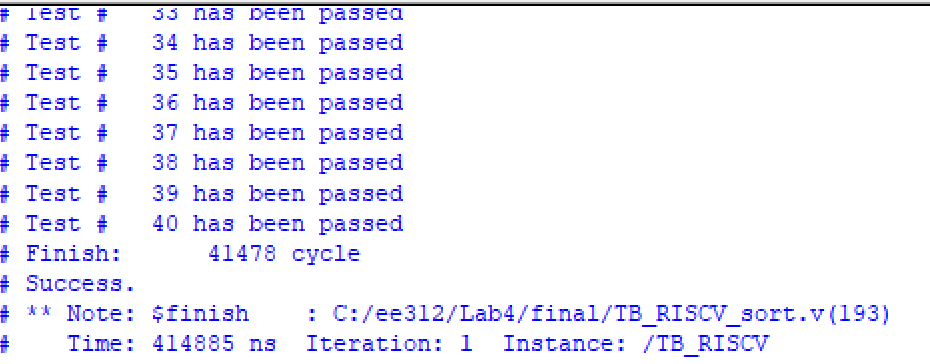 # Test #   33 has been passed
# Test #   34 has been passed
# Test #   35 has been passed
# Test #   36 has been passed
# Test #   37 has been passed
# Test #   38 has been passed
# Test #   39 has been passed
# Test #   40 has been passed
# Finish:      41478 cycle
# Success.
# ** Note: $finish    : C:/ee312/Lab4/final/TB_RISCV_sort.v(193)
#    Time: 414885 ns  Iteration: 1  Instance: /TB_RISCV